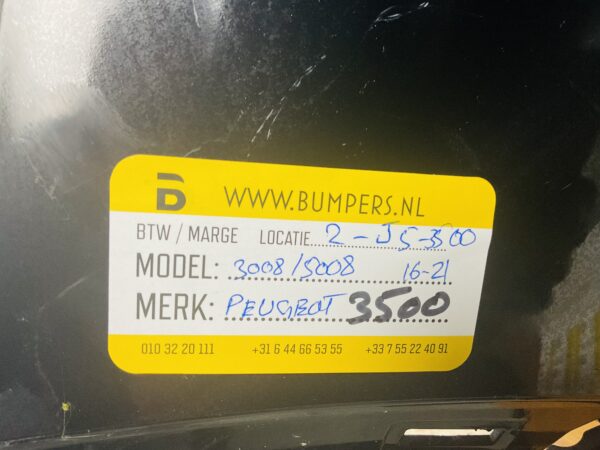 B WWW.BUMPERS.NL
BTW / MARGE LOCATIE 2-J5-3500
MODEL: 3008/5008 16-21
MERK: PEUGEOT 3500
010 32 20 111 +31 6 44 66 53 55 +33 7 55 22 40 91